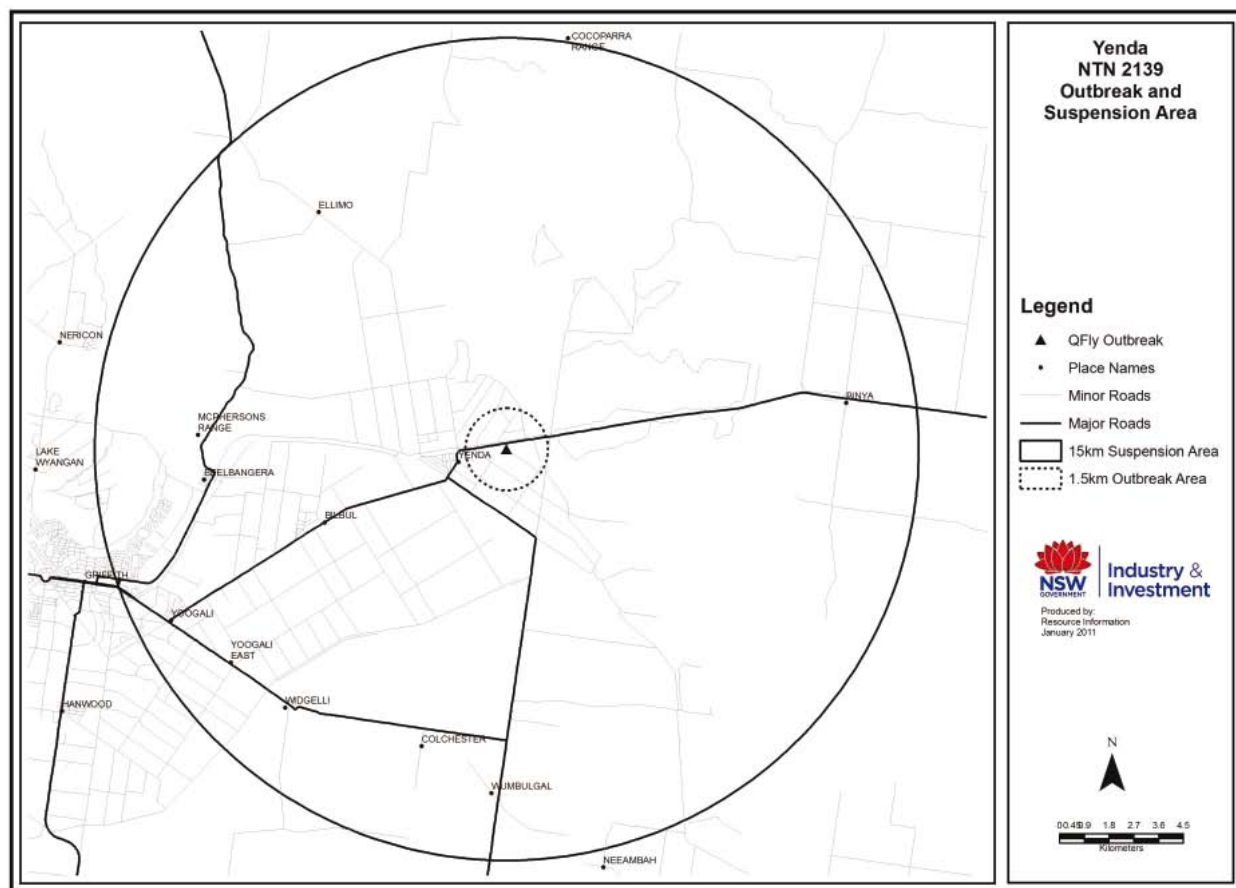 COCOPARRA
RANGE
ELLIMO
NERICON
MCPHERSONS
RANGE
BINYA
LAKE
WYANGAN
YENDA
BEELBANGERA
BILBUL
GRIFFITH
YOOGALI
YOOGALI
EAST
HANWOOD
WIDGELLI
COLCHESTER
WUMBULGAL
NEEAMBAH
Yenda
NTN 2139
Outbreak and
Suspension Area
Legend
QFly Outbreak
Place Names
Minor Roads
Major Roads
15km Suspension Area
1.5km Outbreak Area
NSW
GOVERNMENT
Industry &
Investment
Produced by:
Resource Information
January 2011
N
00.450.9 1.8 2.7 3.6 4.5
Kilometers